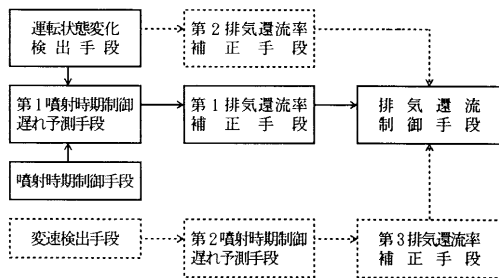 運転状態変化
検出手段
第2排気還流率
補正手段
第1噴射時期制御
遅れ予測手段
第1排気還流率
補正手段
排気還流
制御手段
噴射時期制御手段
変速検出手段
第2噴射時期制御
遅れ予測手段
第3排気還流率
補正手段